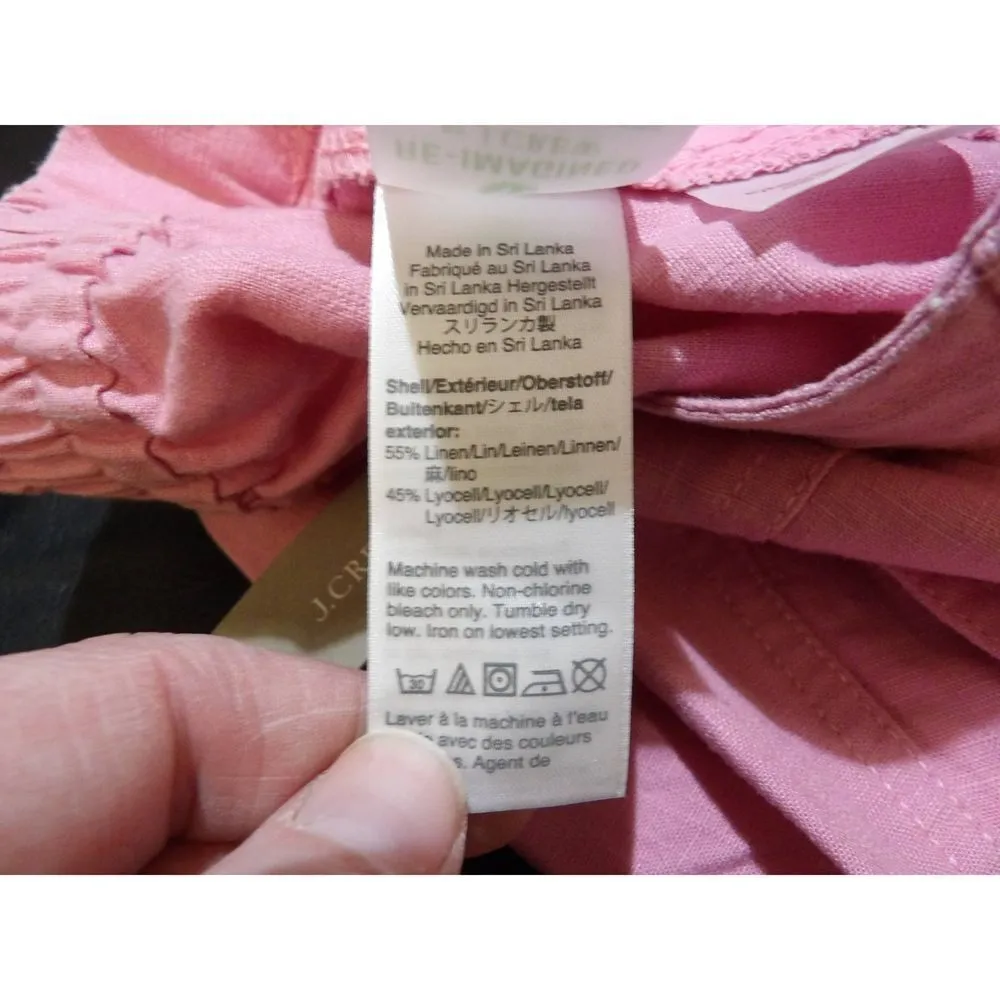 J.CREW
RE-IMAGINED
Made in Sri Lanka
Fabriqué au Sri Lanka
in Sri Lanka Hergestellt
Vervaardigd in Sri Lanka
スリランカ製
Hecho en Sri Lanka
Shell/Extérieur/Oberstoff/
Buitenkant/シェル/tela
exterior:
55% Linen/Lin/Leinen/Linnen/
麻/lino
45% Lyocell/Lyocell/Lyocell/
Lyocell/リオセル/lyocell
J.CR
Machine wash cold with
like colors. Non-chlorine
bleach only. Tumble dry
low. Iron on lowest setting.
30
Laver à la machine à l'eau
avec des couleurs
Agent de